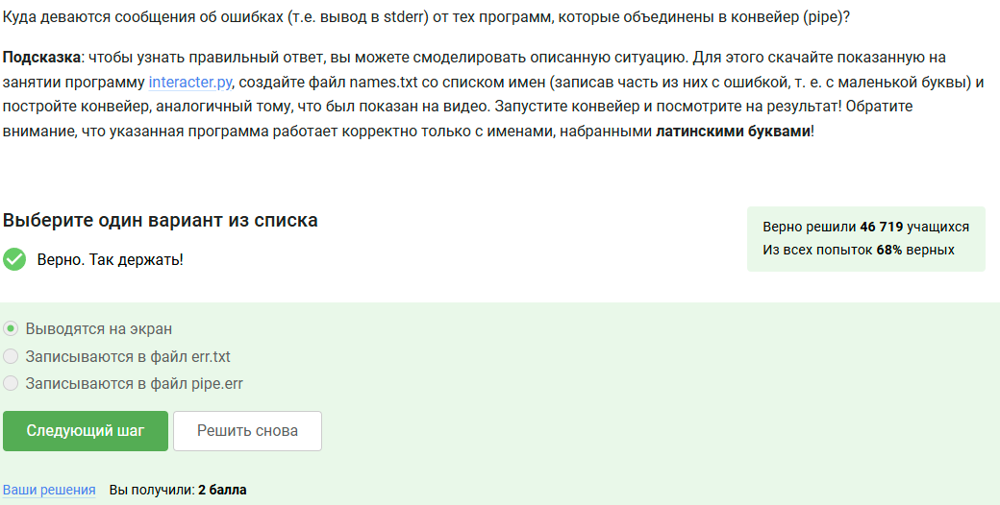 Куда деваются сообщения об ошибках (т.е. вывод в stderr) от тех программ, которые объединены в конвейер (pipe)?
Подсказка: чтобы узнать правильный ответ, вы можете смоделировать описанную ситуацию. Для этого скачайте показанную на
занятии программу interacter.py, создайте файл names.txt со списком имен (записав часть из них с ошибкой, т. е. с маленькой буквы) и
постройте конвейер, аналогичный тому, что был показан на видео. Запустите конвейер и посмотрите на результат! Обратите
внимание, что указанная программа работает корректно только с именами, набранными латинскими буквами!
Выберите один вариант из списка
Верно решили 46 719 учащихся
Из всех попыток 68% верных
Верно. Так держать!
Выводятся на экран
Записываются в файл err.txt
Записываются в файл pipe.err
Следующий шаг
Решить снова
Ваши решения Вы получили: 2 балла